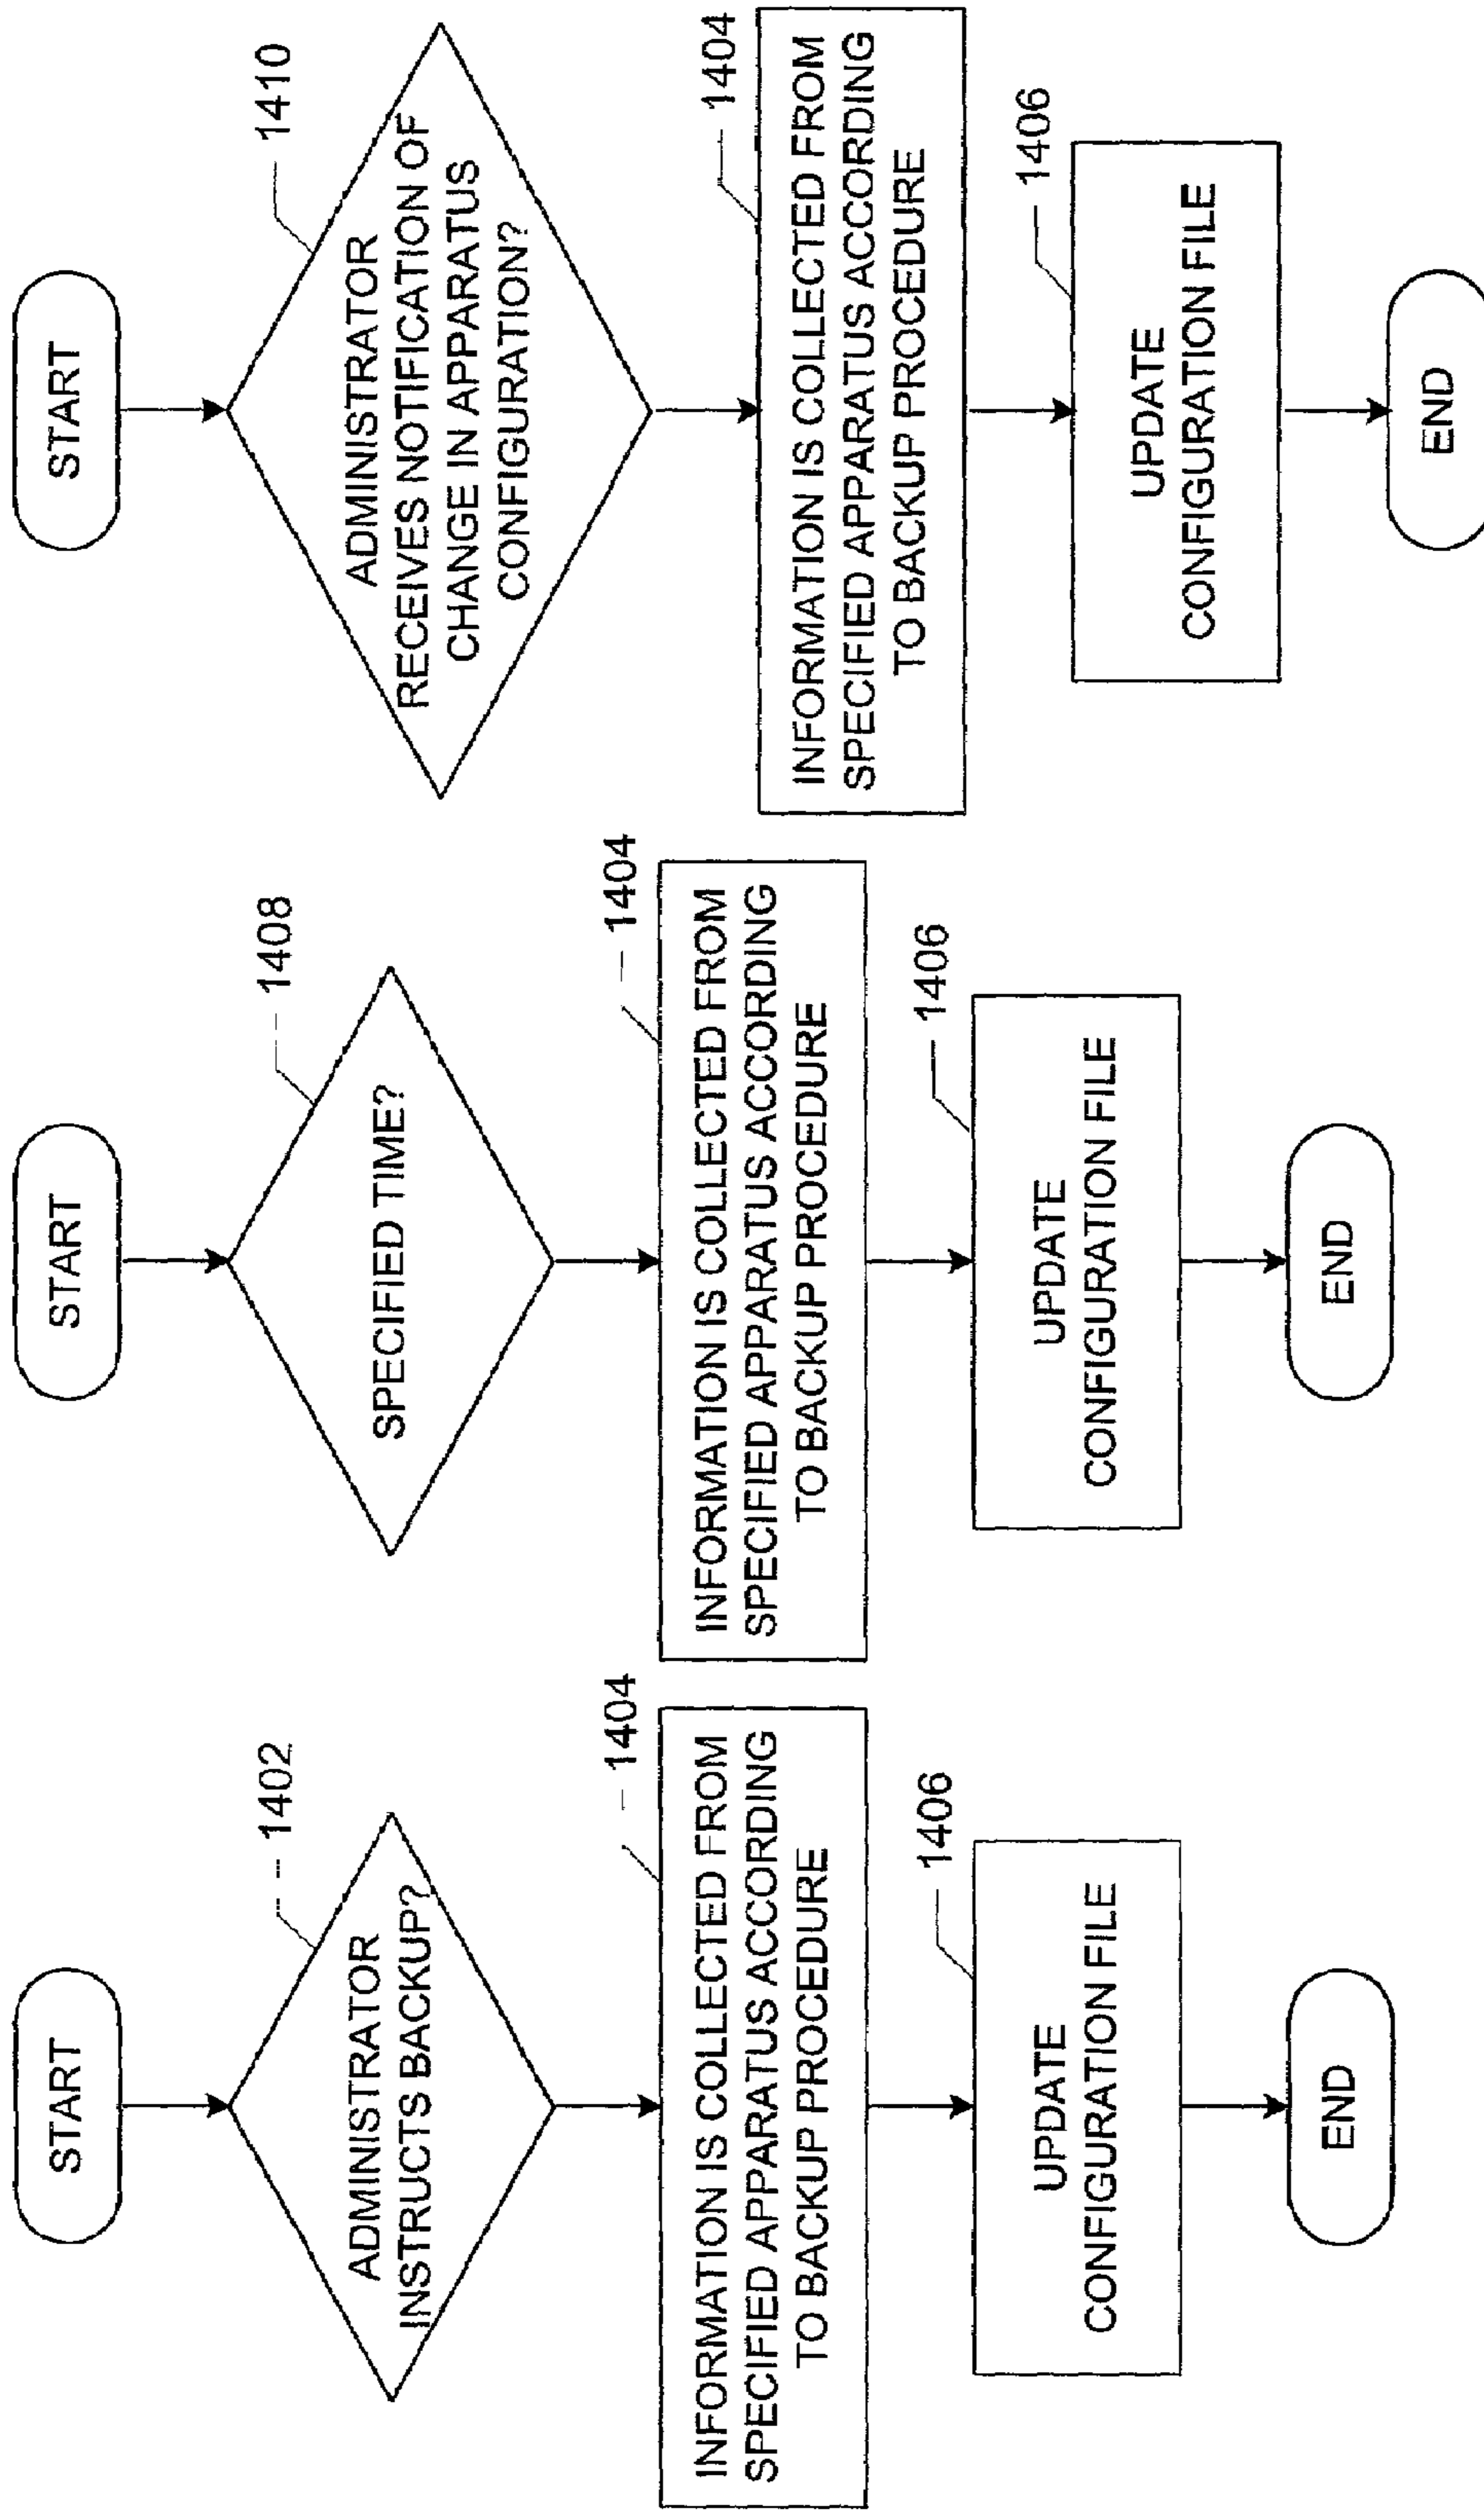 START
1402
ADMINISTRATOR
INSTRUCTS BACKUP?
1404
INFORMATION IS COLLECTED FROM
SPECIFIED APPARATUS ACCORDING
TO BACKUP PROCEDURE
1406
UPDATE
CONFIGURATION FILE
END
START
1408
SPECIFIED TIME?
1404
INFORMATION IS COLLECTED FROM
SPECIFIED APPARATUS ACCORDING
TO BACKUP PROCEDURE
1406
UPDATE
CONFIGURATION FILE
END
START
1410
ADMINISTRATOR
RECEIVES NOTIFICATION OF
CHANGE IN APPARATUS
CONFIGURATION?
1404
INFORMATION IS COLLECTED FROM
SPECIFIED APPARATUS ACCORDING
TO BACKUP PROCEDURE
1406
UPDATE
CONFIGURATION FILE
END